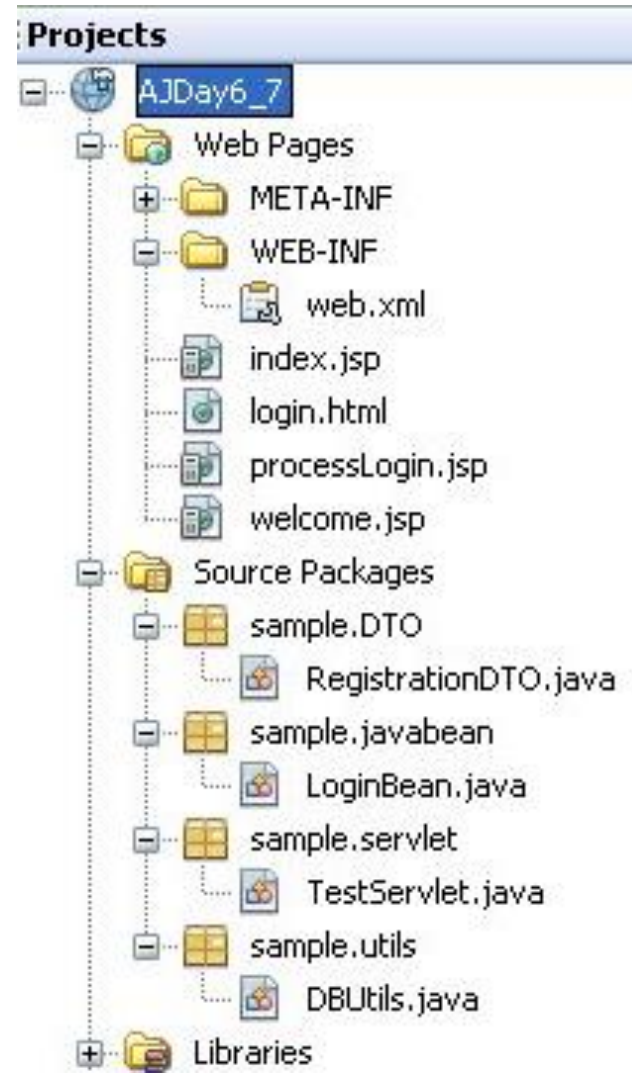 Projects
AJDay6_7
Web Pages
META-INF
WEB-INF
web.xml
index.jsp
login.html
processLogin.jsp
welcome.jsp
Source Packages
sample.DTO
RegistrationDTO.java
sample.javabean
LoginBean.java
sample.servlet
TestServlet.java
sample.utils
DBUtils.java
Libraries